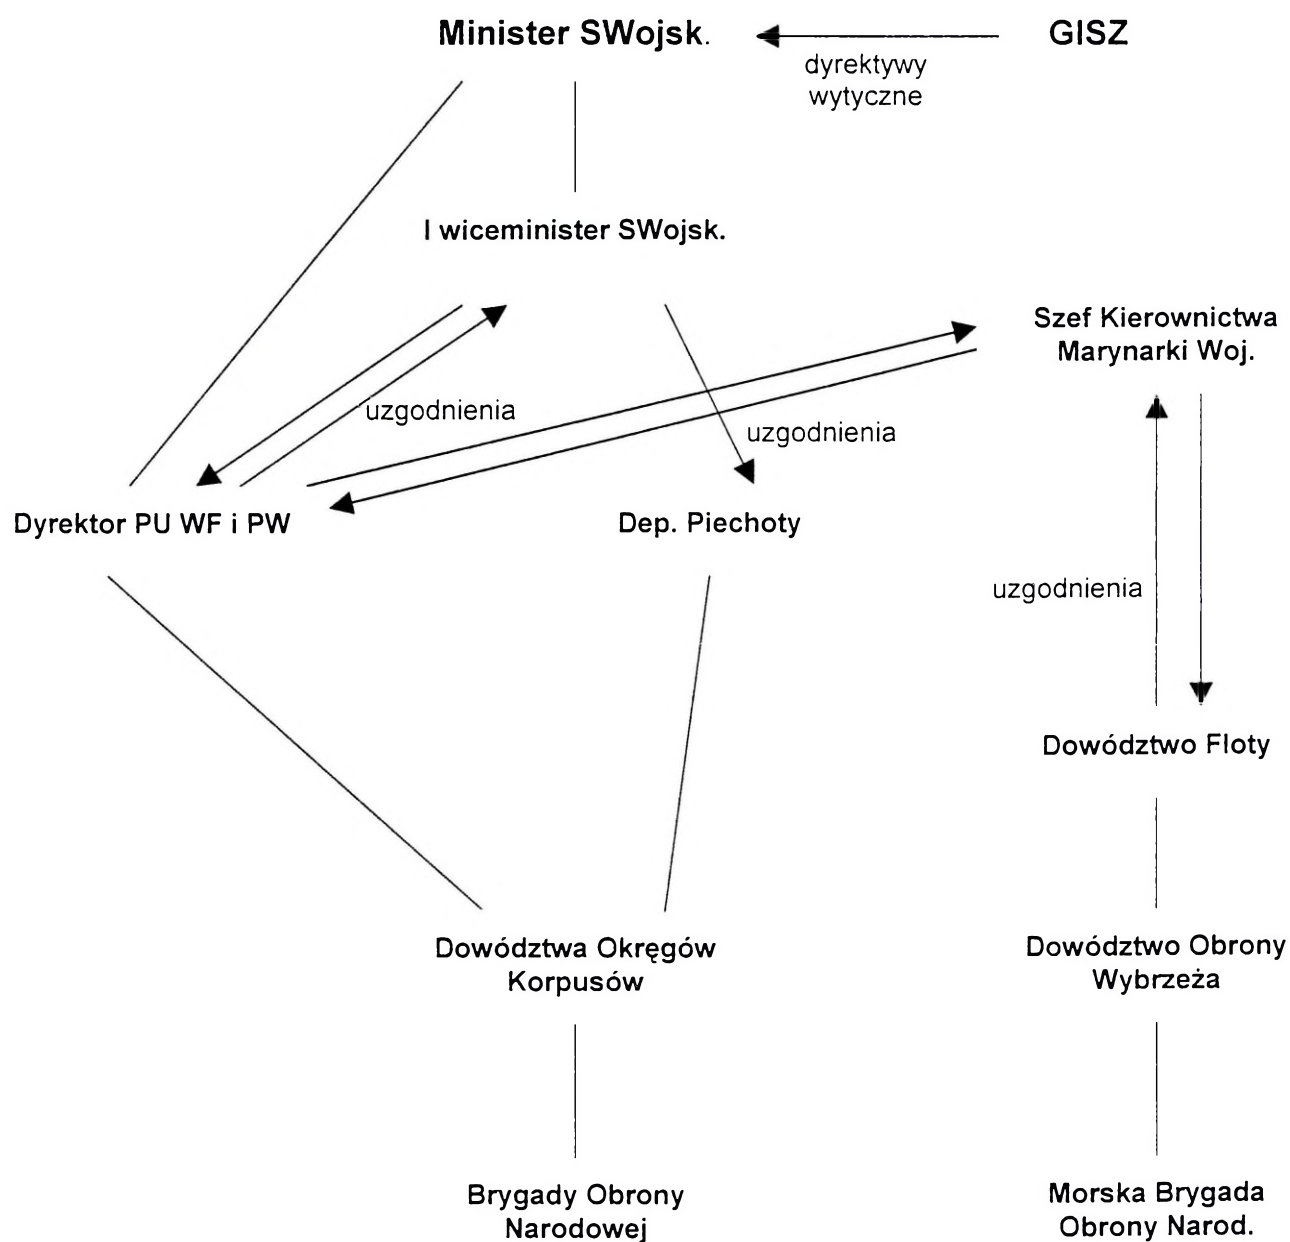 Minister SWojsk.
GISZ
dyrektywy
wytyczne
I wiceminister SWojsk.
Szef Kierownictwa
Marynarki Woj.
uzgodnienia
uzgodnienia
Dyrektor PU WF i PW
Dep. Piechoty
uzgodnienia
Dowództwo Floty
Dowództwa Okręgów
Korpusów
Dowództwo Obrony
Wybrzeża
Brygady Obrony
Narodowej
Morska Brygada
Obrony Narod.